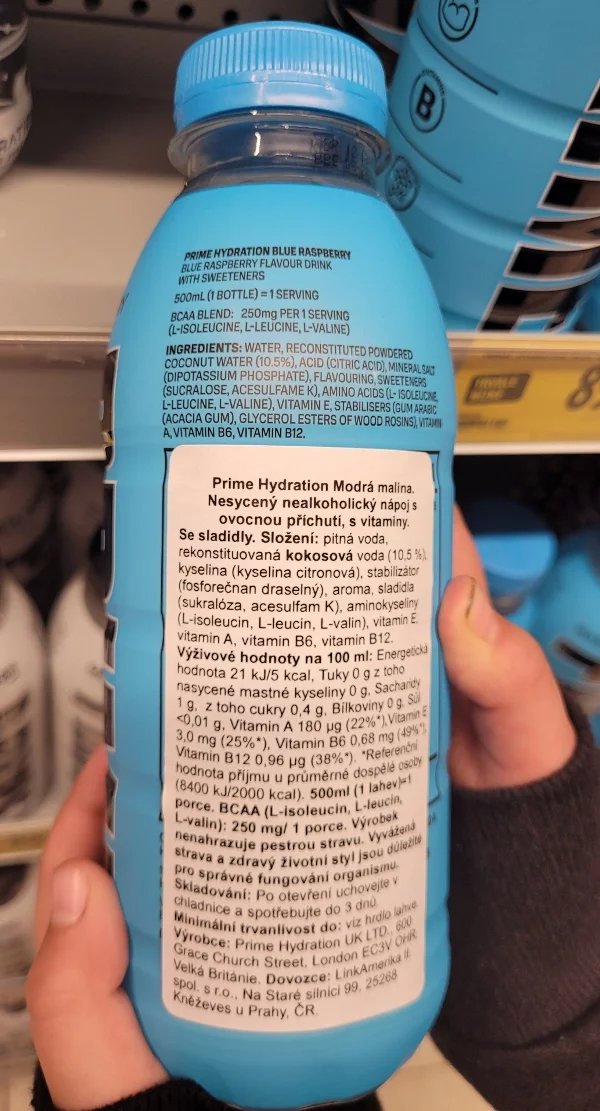 B
PRIME HYDRATION BLUE RASPBERRY
BLUE RASPBERRY FLAVOUR DRINK
WITH SWEETENERS
500mL (1 BOTTLE) = 1 SERVING
BCAA BLEND: 250mg PER 1 SERVING
(L-ISOLEUCINE, L-LEUCINE, L-VALINE)
INGREDIENTS: WATER, RECONSTITUTED POWDERED
COCONUT WATER (10.5%), ACID (CITRIC ACID), MINERAL SALT
(DIPOTASSIUM PHOSPHATE), FLAVOURING, SWEETENERS
(SUCRALOSE, ACESULFAME K), AMINO ACIDS (L- ISOLEUCINE,
L-LEUCINE, L-VALINE), VITAMIN E, STABILISERS (GUM ARABIC
(ACACIA GUM), GLYCEROL ESTERS OF WOOD ROSINS), VITAMIN
A, VITAMIN B6, VITAMIN B12.
Prime Hydration Modrá malina.
Nesycený nealkoholický nápoj s
ovocnou příchutí, s vitaminy.
Se sladidly. Složení: pitná voda,
rekonstituovaná kokosová voda (10,5 %),
kyselina (kyselina citronová), stabilizátor
(fosforečnan draselný), aroma, sladidla
(sukralóza, acesulfam K), aminokyseliny
(L-isoleucin, L-leucin, L-valin), vitamin E,
vitamin A, vitamin B6, vitamin B12.
Výživové hodnoty na 100 ml: Energetická
hodnota 21 kJ/5 kcal, Tuky 0 g z toho
nasycené mastné kyseliny 0 g, Sacharidy
1 g, z toho cukry 0,4 g, Bílkoviny 0 g, Sůl
<0,01 g, Vitamin A 180 µg (22%*), Vitamin E
3,0 mg (25%*), Vitamin B6 0,68 mg (49%*),
Vitamin B12 0,96 µg (38%*). *Referenční
hodnota příjmu u průměrné dospělé osoby
(8400 kJ/2000 kcal). 500ml (1 lahev)=1
porce. BCAA (L-isoleucin, L-leucin,
L-valin): 250 mg/ 1 porce. Výrobek
nenahrazuje pestrou stravu. Vyvážená
strava a zdravý životní styl jsou důležité
pro správné fungování organismu.
Skladování: Po otevření uchovejte v
chladnice a spotřebujte do 3 dnů.
Minimální trvanlivost do: viz hrdlo lahve.
Výrobce: Prime Hydration UK LTD., 600
Grace Church Street, London EC3V OHR,
Velká Británie. Dovozce: LinkAmerika II
spol. s r.o., Na Staré silnici 99, 25268
Kněževes u Prahy, ČR.